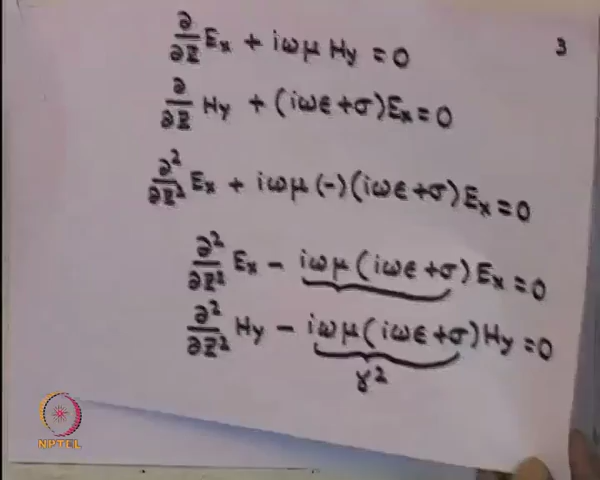 ∂/∂z Ex + iωμ Hy = 0
3
∂/∂z Hy + (iωε+σ)Ex = 0
∂²/∂z² Ex + iωμ(-)(iωε+σ)Ex = 0
∂²/∂z² Ex - iωμ(iωε+σ)Ex = 0
∂²/∂z² Hy - iωμ(iωε+σ)Hy = 0
γ²
NPTEL